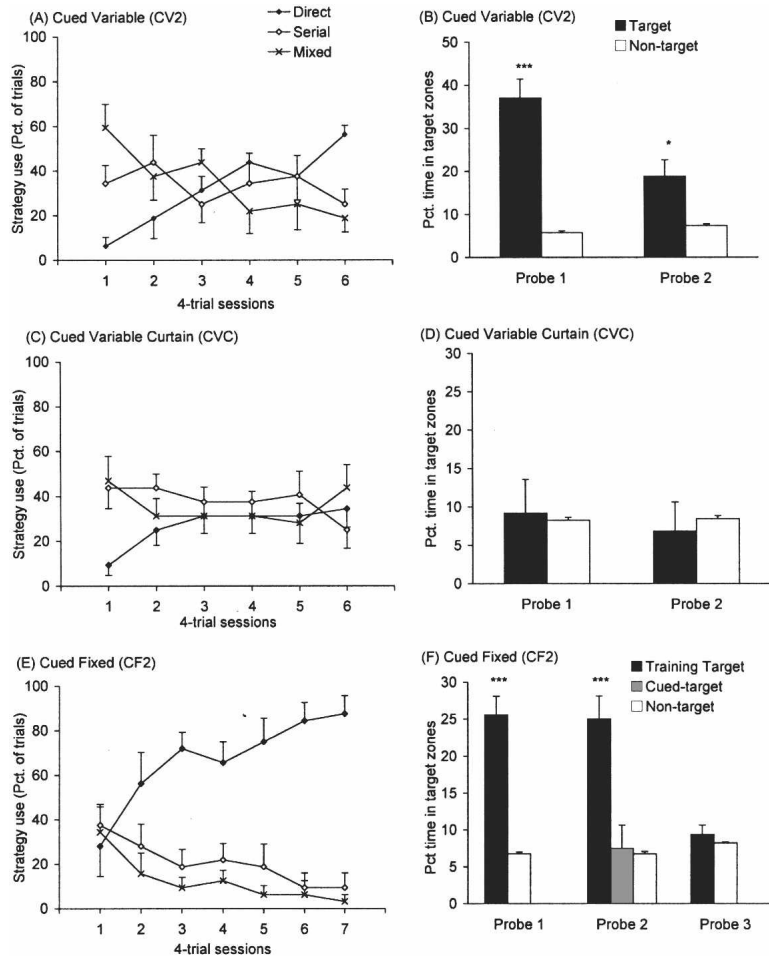 (A) Cued Variable (CV2)
Direct
Serial
Mixed
Strategy use (Pct. of trials)
100
80
60
40
20
0
1 2 3 4 5 6
4-trial sessions
(B) Cued Variable (CV2)
Target
Non-target
Pct. time in target zones
50
40
30
20
10
0
***
*
Probe 1 Probe 2
(C) Cued Variable Curtain (CVC)
Strategy use (Pct. of trials)
100
80
60
40
20
0
1 2 3 4 5 6
4-trial sessions
(D) Cued Variable Curtain (CVC)
Pct. time in target zones
30
25
20
15
10
5
0
Probe 1 Probe 2
(E) Cued Fixed (CF2)
Strategy use (Pct. of trials)
100
80
60
40
20
0
1 2 3 4 5 6 7
4-trial sessions
(F) Cued Fixed (CF2)
Training Target
Cued-target
Non-target
Pct time in target zones
30
25
20
15
10
5
0
*** ***
Probe 1 Probe 2 Probe 3